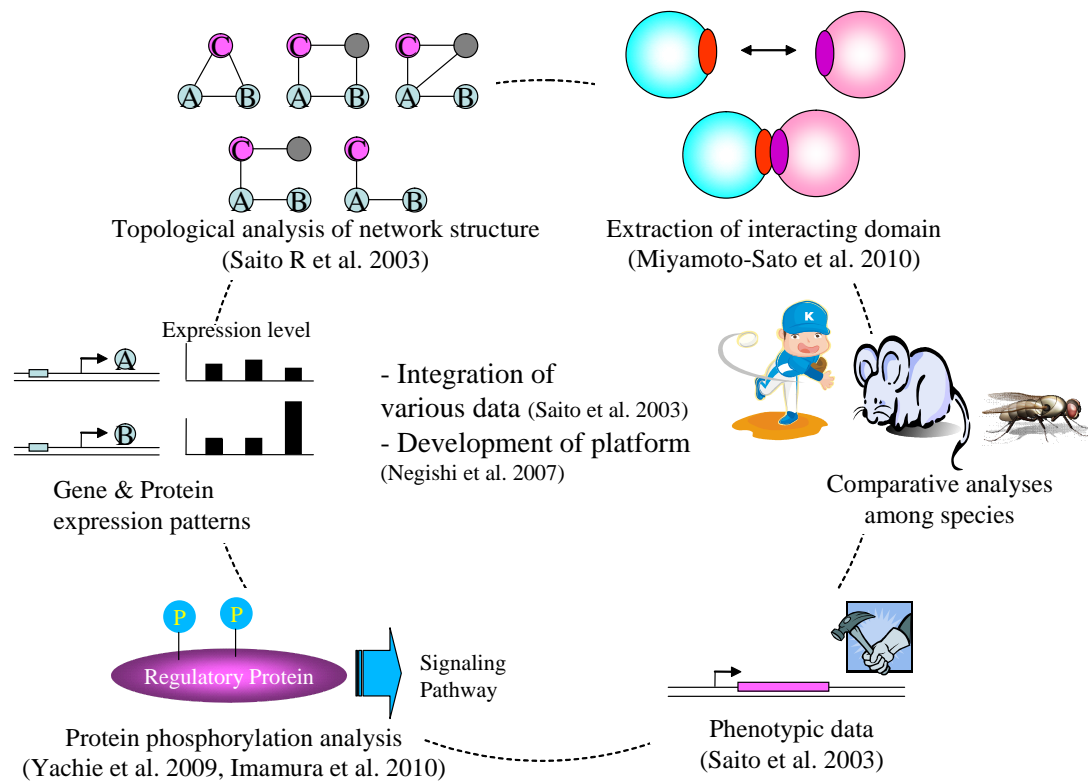 C
C
C
A
B
A
B
A
B
C
C
A
B
A
B
Topological analysis of network structure
(Saito R et al. 2003)
Extraction of interacting domain
(Miyamoto-Sato et al. 2010)
Expression level
A
B
Gene & Protein
expression patterns
- Integration of
various data (Saito et al. 2003)
- Development of platform
(Negishi et al. 2007)
K
Comparative analyses
among species
P
P
Regulatory Protein
Signaling
Pathway
Protein phosphorylation analysis
(Yachie et al. 2009, Imamura et al. 2010)
Phenotypic data
(Saito et al. 2003)